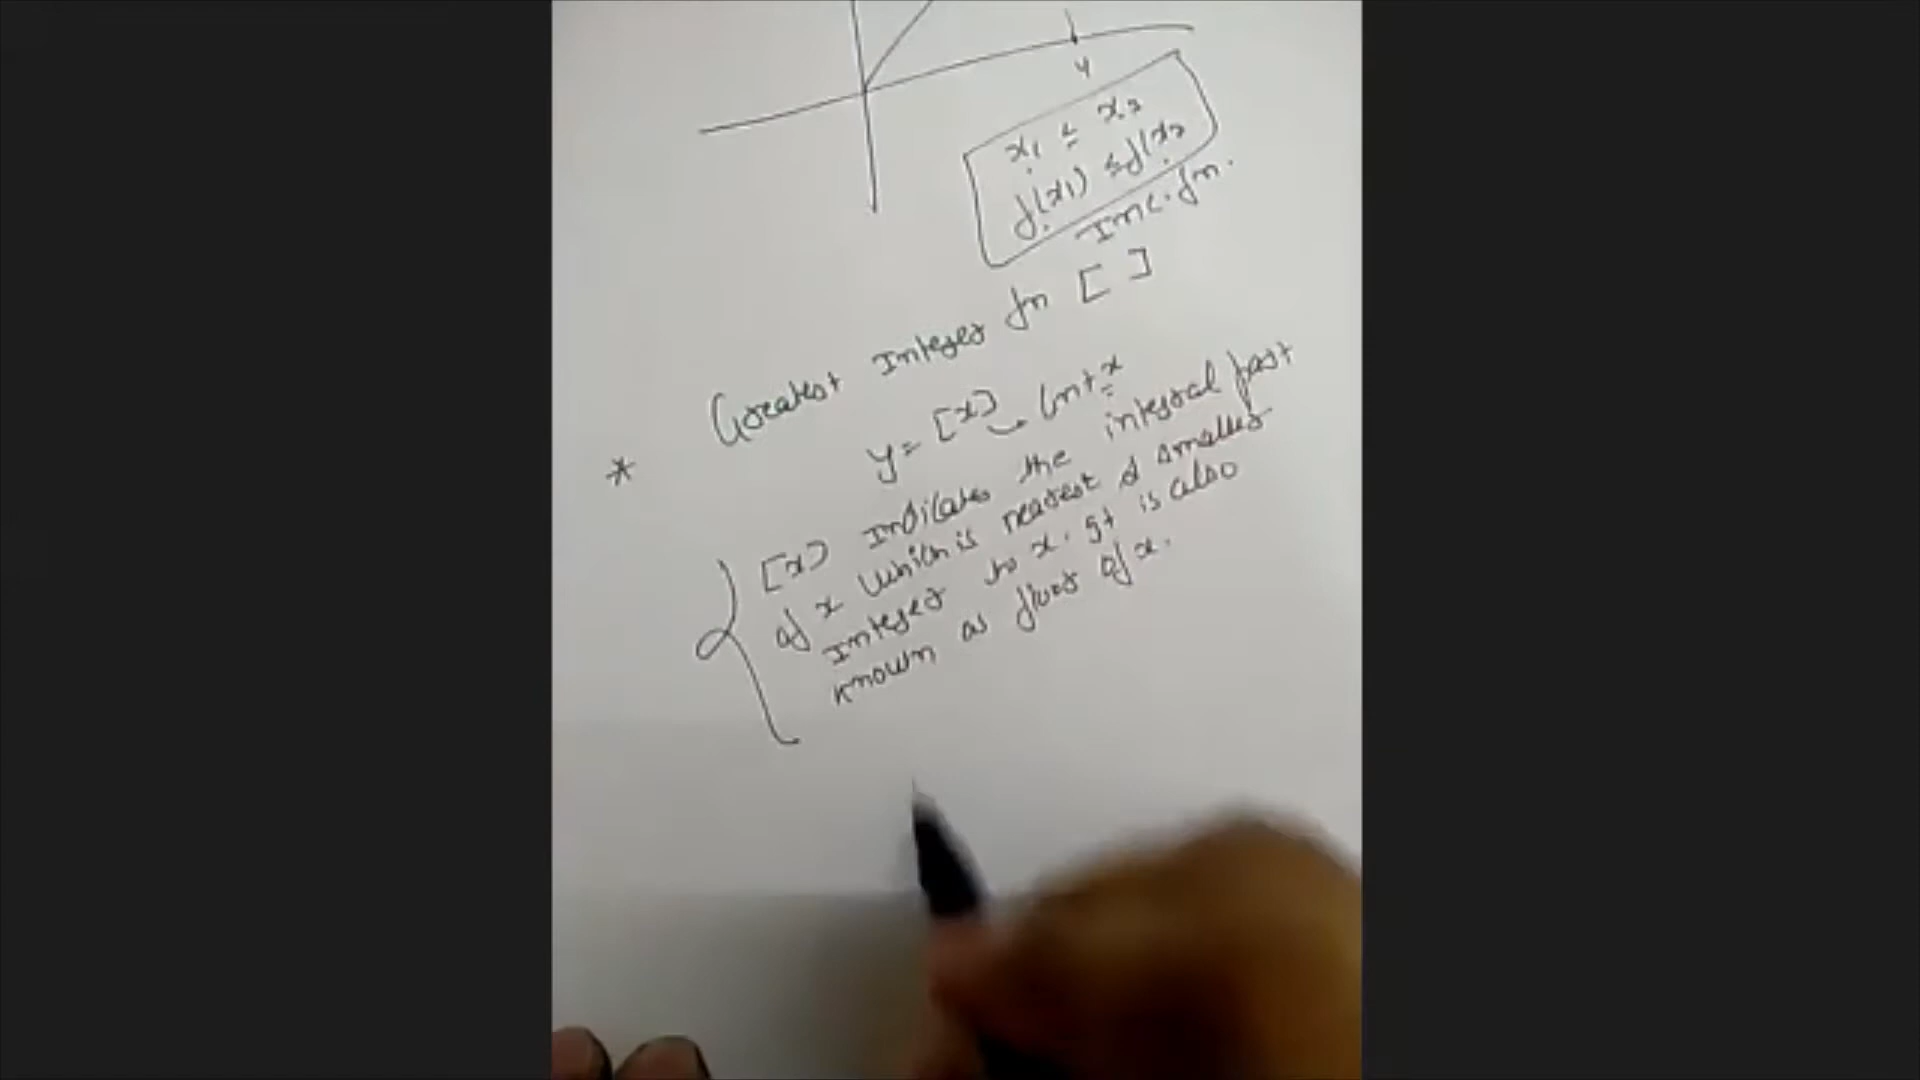 4
x₁ ≤ x₂
f(x₁) ≤ f(x₂
Inc. fn.
* Greatest Integer fn [ ]
y = [x] Int x
[x] Indicates the integral part
of x which is nearest & smaller
Integer to x. It is also
known as floor of x.